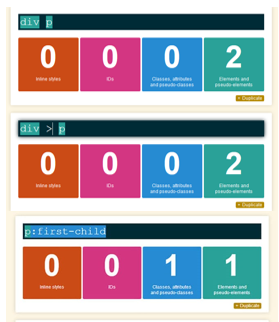 div p
0 0 0 2
Inline styles IDs Classes, attributes and pseudo-classes Elements and pseudo-elements
+ Duplicate
div > p
0 0 0 2
Inline styles IDs Classes, attributes and pseudo-classes Elements and pseudo-elements
+ Duplicate
p:first-child
0 0 1 1
Inline styles IDs Classes, attributes and pseudo-classes Elements and pseudo-elements
+ Duplicate